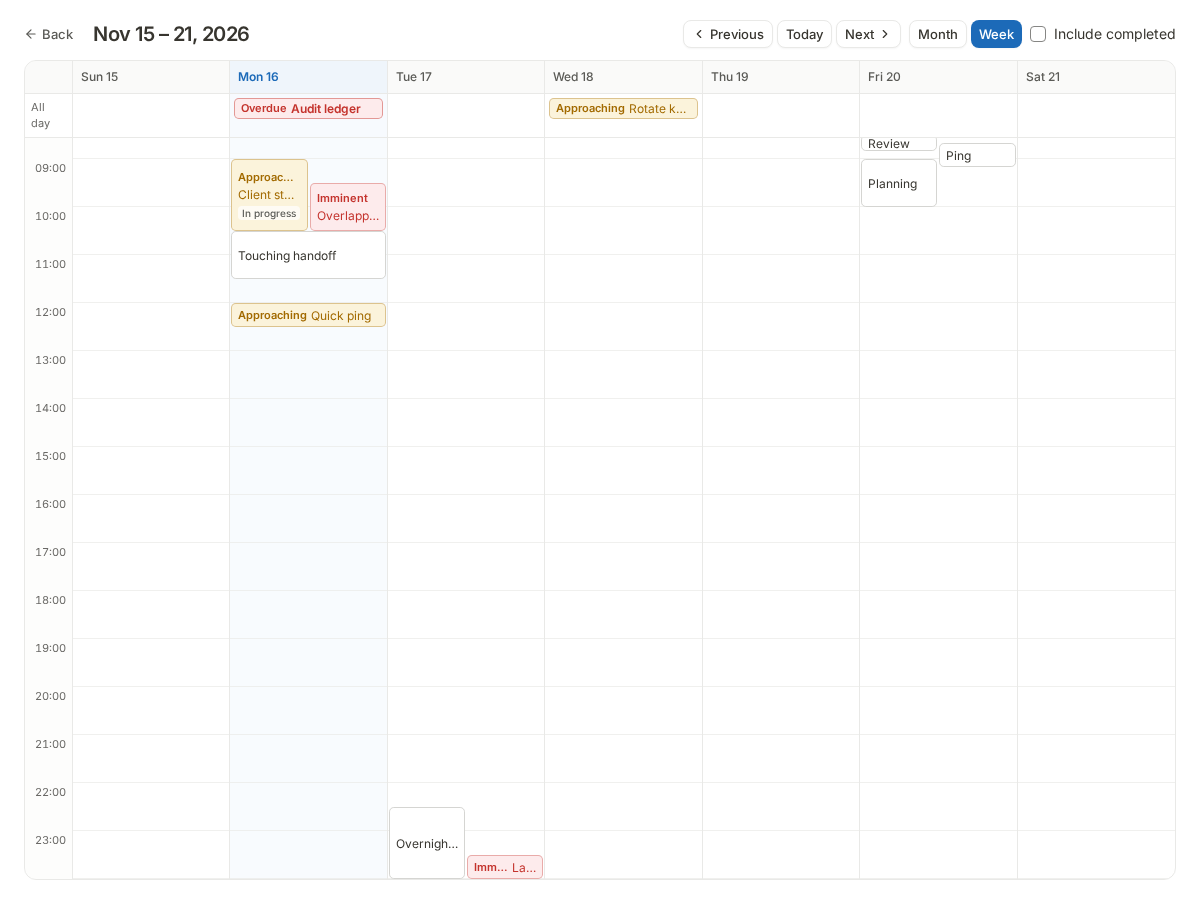 Back
Nov 15 – 21, 2026
Previous
Today
Next
Month
Week
Include completed
Sun 15
Mon 16
Tue 17
Wed 18
Thu 19
Fri 20
Sat 21
All
day
Overdue Audit ledger
Approaching Rotate k…
Review
Ping
Planning
09:00
Approac…
Client st…
In progress
Imminent
Overlapp…
10:00
Touching handoff
11:00
12:00
Approaching Quick ping
13:00
14:00
15:00
16:00
17:00
18:00
19:00
20:00
21:00
22:00
23:00
Overnigh…
Imm… La…